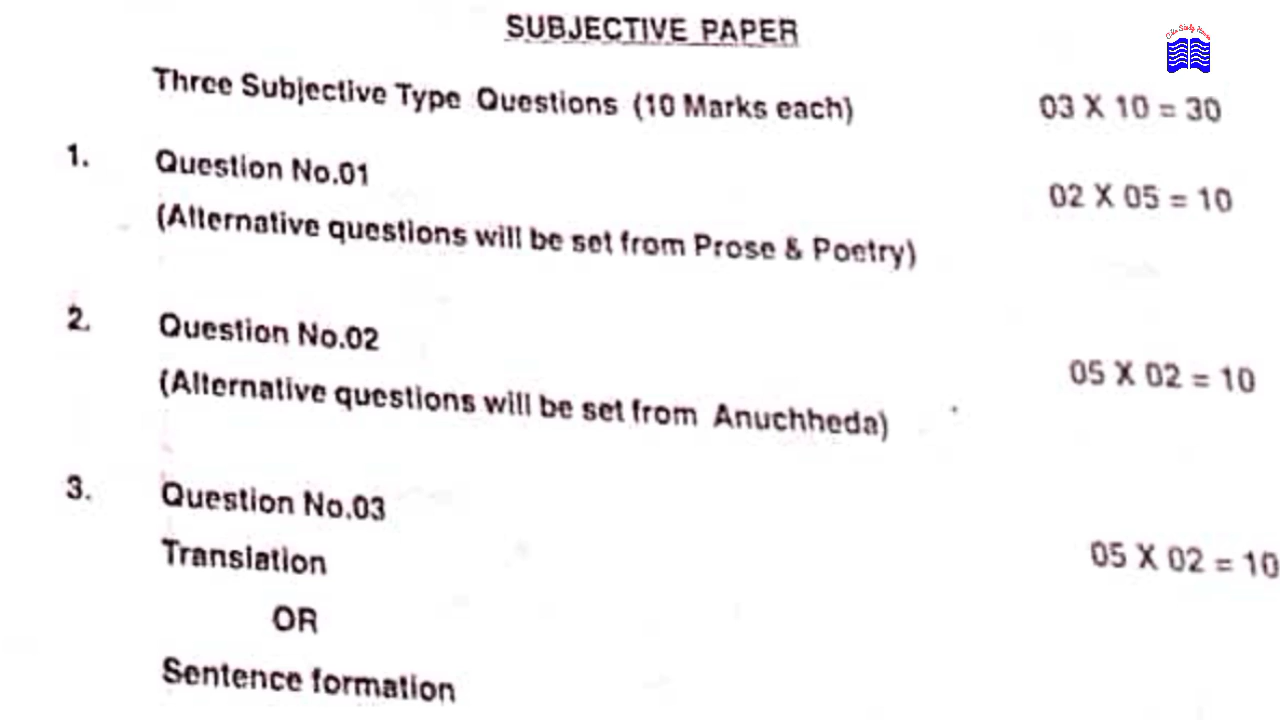 SUBJECTIVE PAPER
Three Subjective Type Questions (10 Marks each) 03 X 10 = 30
1. Question No.01
02 X 05 = 10
(Alternative questions will be set from Prose & Poetry)
2. Question No.02
05 X 02 = 10
(Alternative questions will be set from Anuchheda)
3. Question No.03
Translation 05 X 02 = 10
OR
Sentence formation